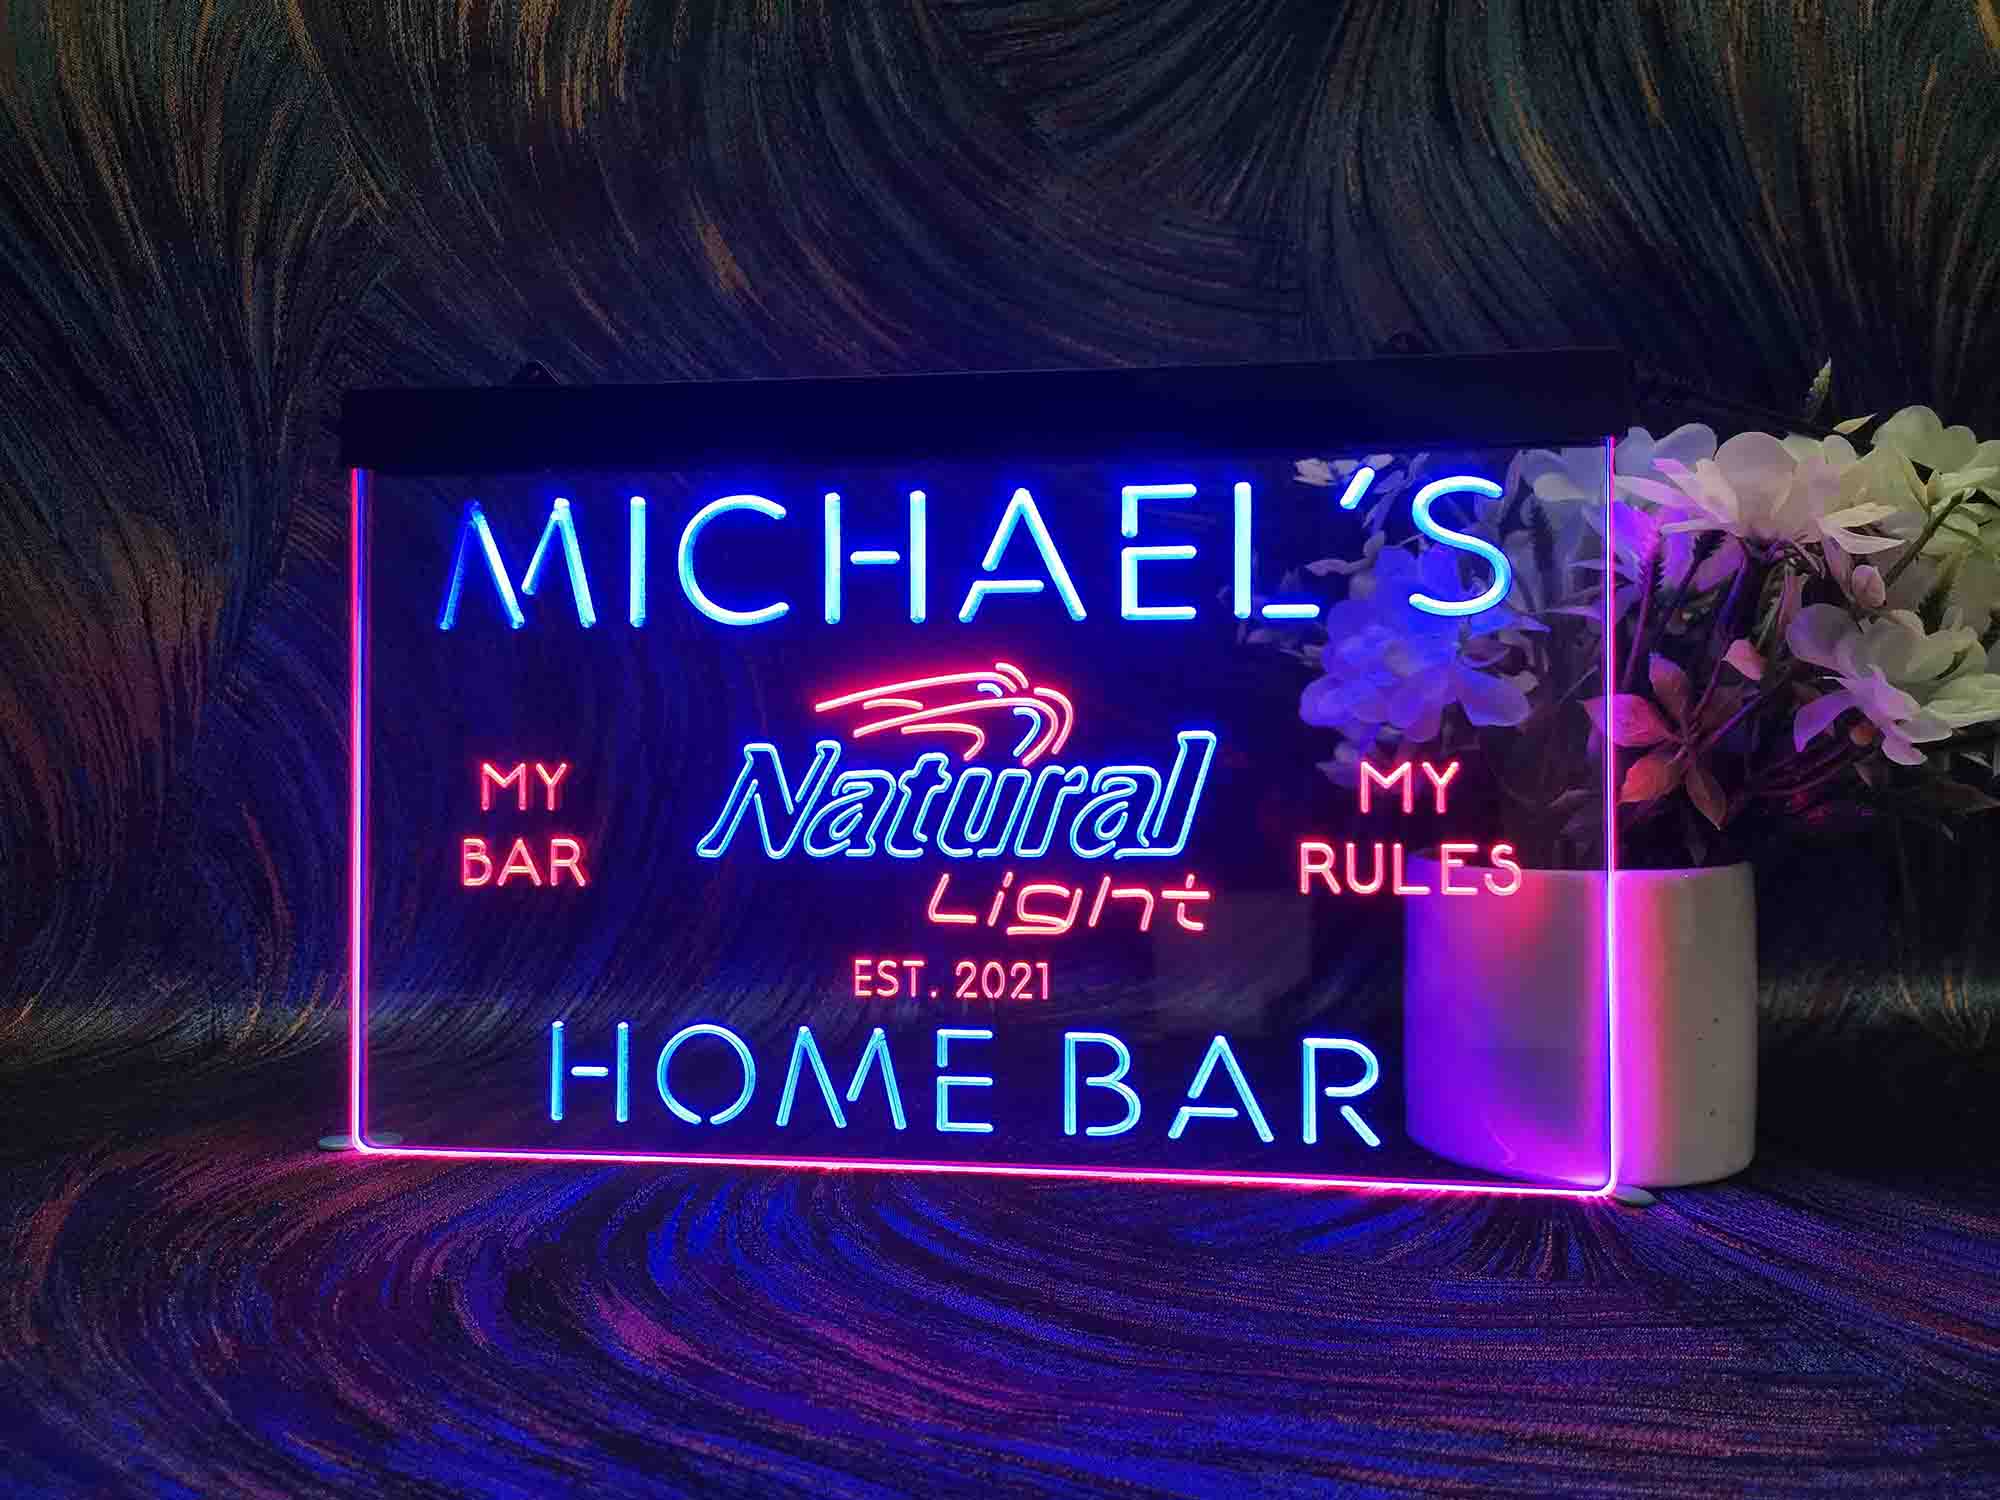 MICHAEL'S
Natural
Light
MY
BAR
MY
RULES
EST. 2021
HOME BAR